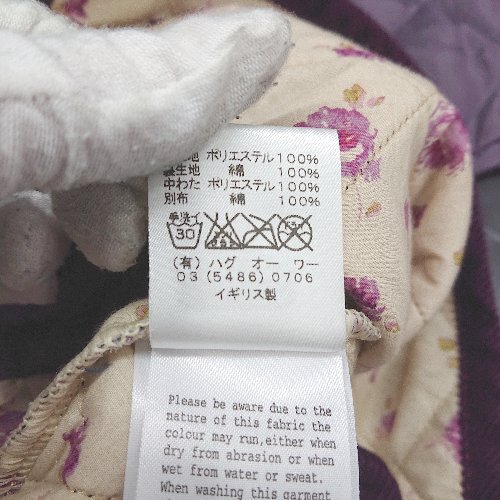 地 ポリエステル100%
裏生地 綿 100%
中わた ポリエステル100%
別布 綿 100%
手洗イ
30
(有) ハグ オー ワー
03 (5486) 0706
イギリス製
Please be aware due to the
nature of this fabric the
colour may run,either when
dry from abrasion or when
wet from water or sweat.
When washing this garment